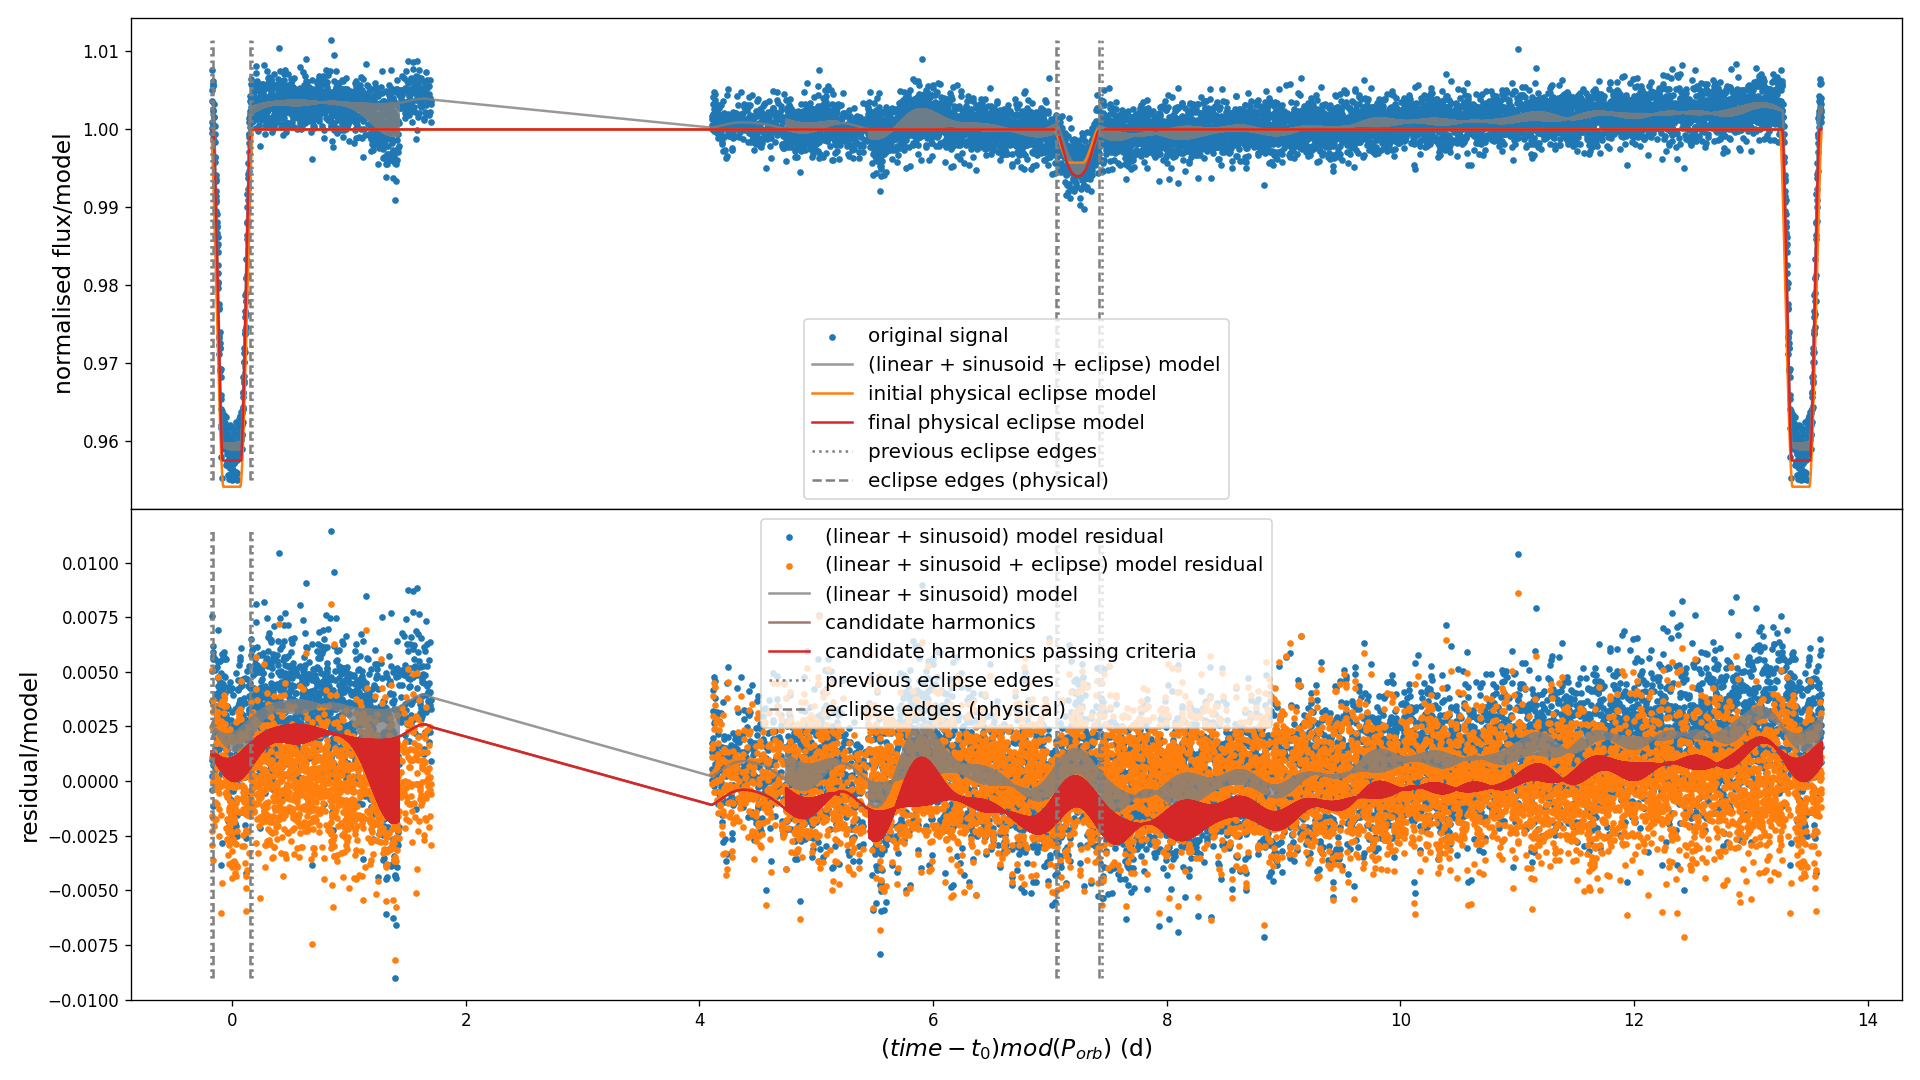 normalised flux/model
1.01
1.00
0.99
0.98
0.97
0.96
original signal
(linear + sinusoid + eclipse) model
initial physical eclipse model
final physical eclipse model
previous eclipse edges
eclipse edges (physical)
residual/model
0.0100
0.0075
0.0050
0.0025
0.0000
−0.0025
−0.0050
−0.0075
−0.0100
(linear + sinusoid) model residual
(linear + sinusoid + eclipse) model residual
(linear + sinusoid) model
candidate harmonics
candidate harmonics passing criteria
previous eclipse edges
eclipse edges (physical)
0 2 4 6 8 10 12 14
(time − t₀)mod(Pₒᵣb) (d)